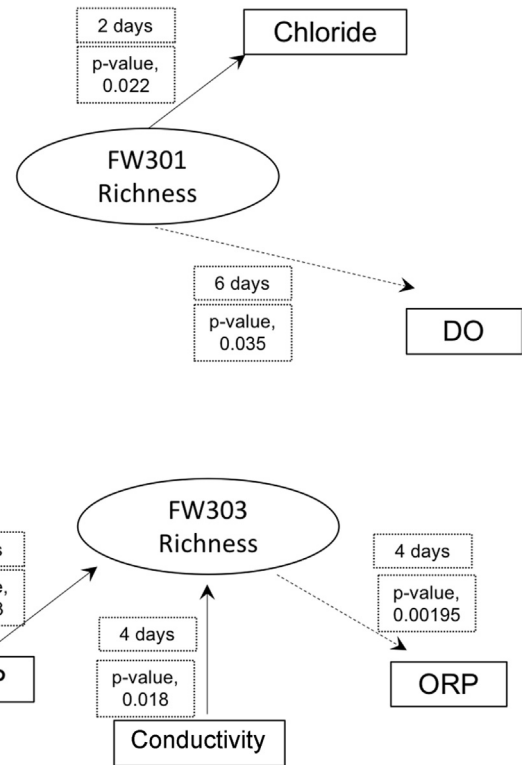 2 days
Chloride
p-value,
0.022
FW301
Richness
6 days
p-value,
0.035
DO
FW303
Richness
4 days
p-value,
0.00195
4 days
p-value,
0.018
ORP
Conductivity